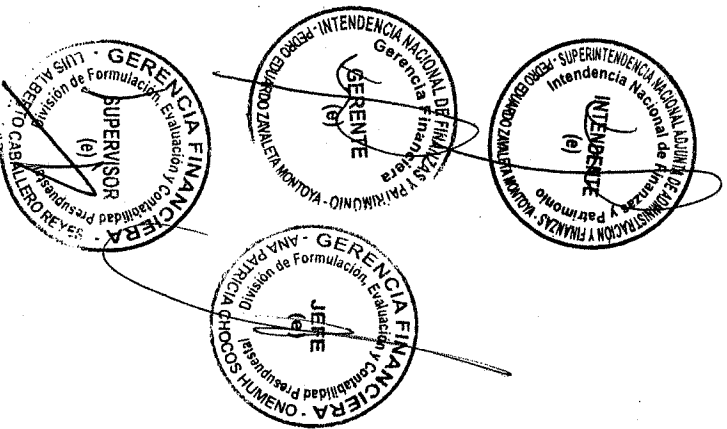 GERENCIA FINANCIERA -
LUIS ALBERTO CABALLERO REYES
División de Formulación, Evaluación y Contabilidad Presupuestal
SUPERVISOR
(e)
INTENDENCIA NACIONAL DE FINANZAS Y PATRIMONIO -
PEDRO EDUARDO ZAVALETA MONTOYA -
Gerencia Financiera
GERENTE
(e)
SUPERINTENDENCIA NACIONAL ADJUNTA DE ADMINISTRACION Y FINANZAS -
PEDRO EDUARDO ZAVALETA MONTOYA -
Intendencia Nacional de Finanzas y Patrimonio
INTENDENTE
(e)
GERENCIA FINANCIERA -
ANA PATRICIA CHOCOS HUMENO -
División de Formulación, Evaluación y Contabilidad Presupuestal
JEFE
(e)